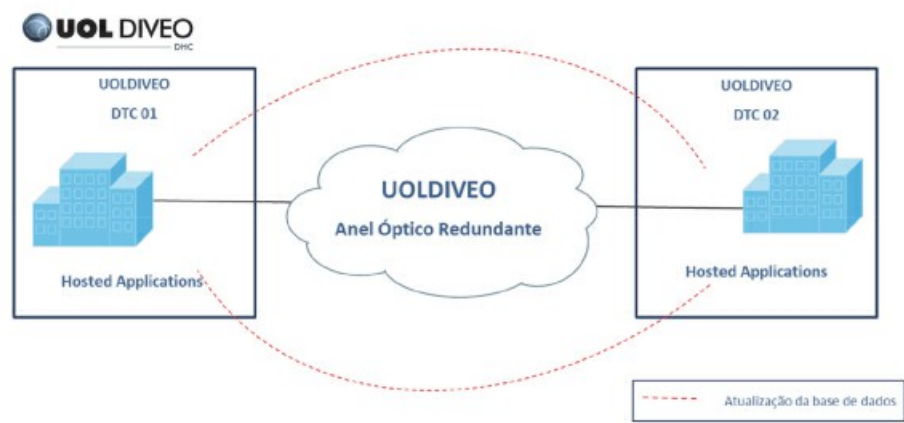 UOL DIVEO
DHC
UOLDIVEO
DTC 01
Hosted Applications
UOLDIVEO
Anel Óptico Redundante
UOLDIVEO
DTC 02
Hosted Applications
Atualização da base de dados